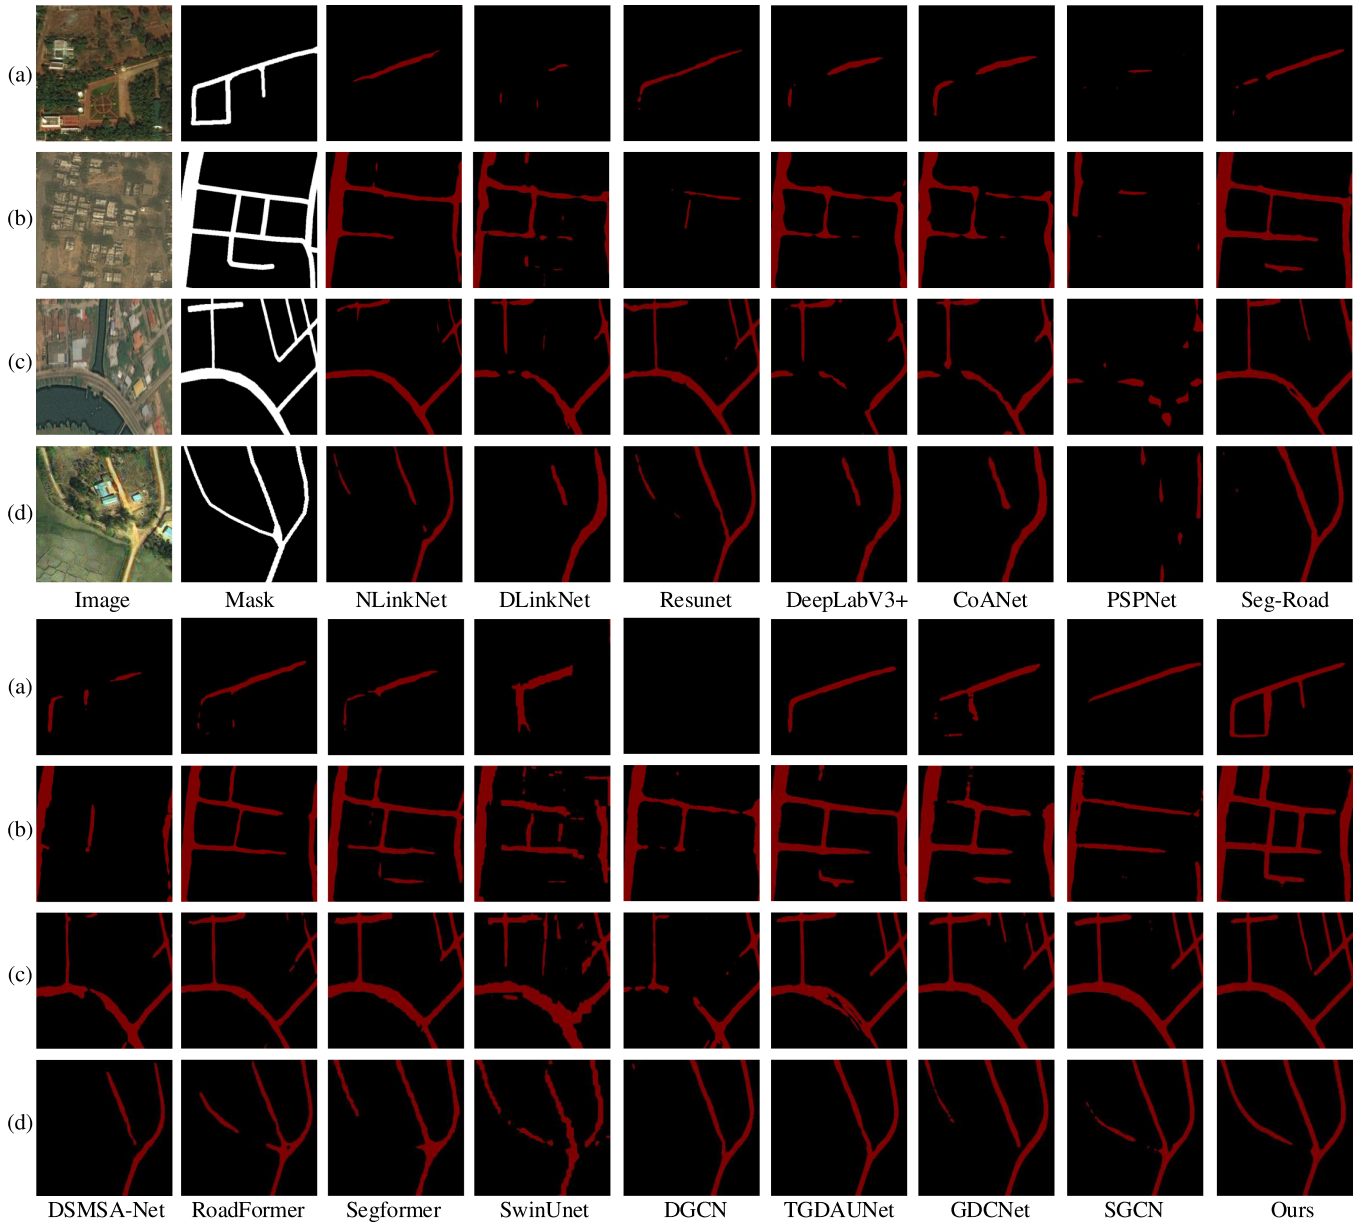 (a)
(b)
(c)
(d)
Image Mask NLinkNet DLinkNet Resunet DeepLabV3+ CoANet PSPNet Seg-Road
(a)
(b)
(c)
(d)
DSMSA-Net RoadFormer Segformer SwinUnet DGCN TGDAUNet GDCNet SGCN Ours